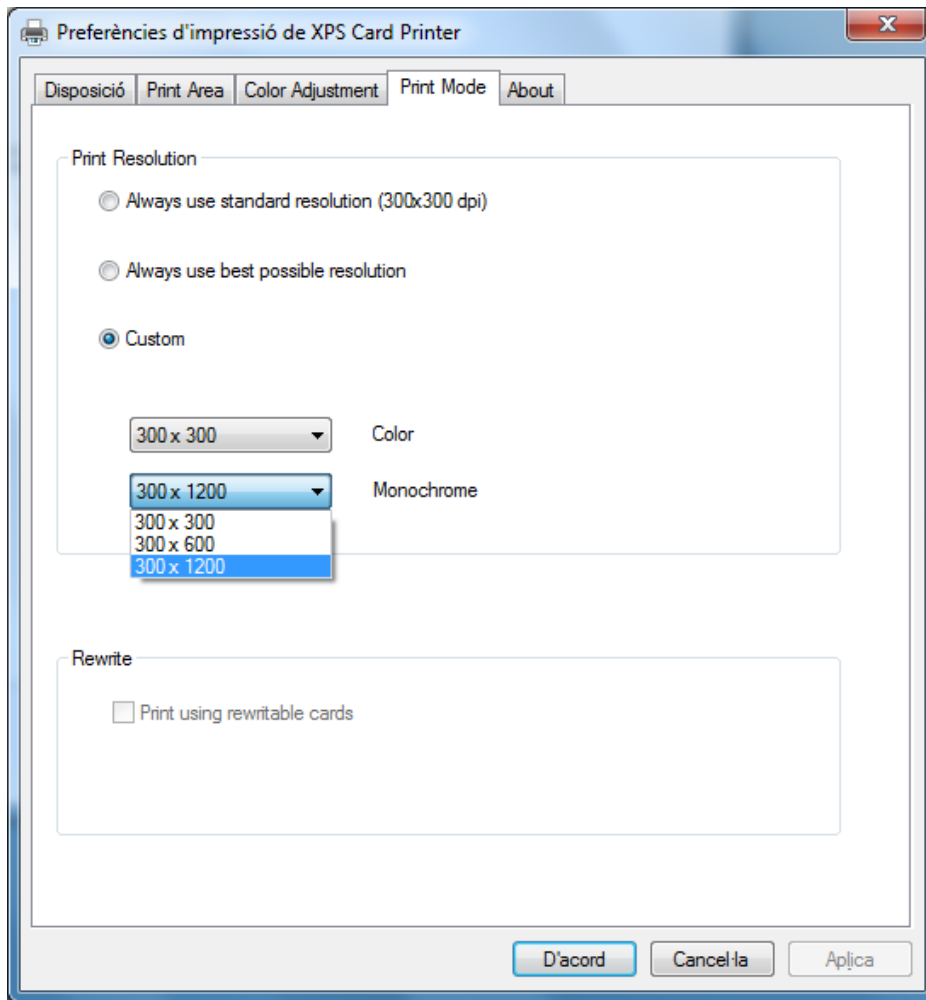 Preferències d'impressió de XPS Card Printer
Disposició Print Area Color Adjustment Print Mode About
Print Resolution
Always use standard resolution (300x300 dpi)
Always use best possible resolution
Custom
300 x 300 Color
300 x 1200 Monochrome
300 x 300
300 x 600
300 x 1200
Rewrite
Print using rewritable cards
D'acord Cancel·la Aplica